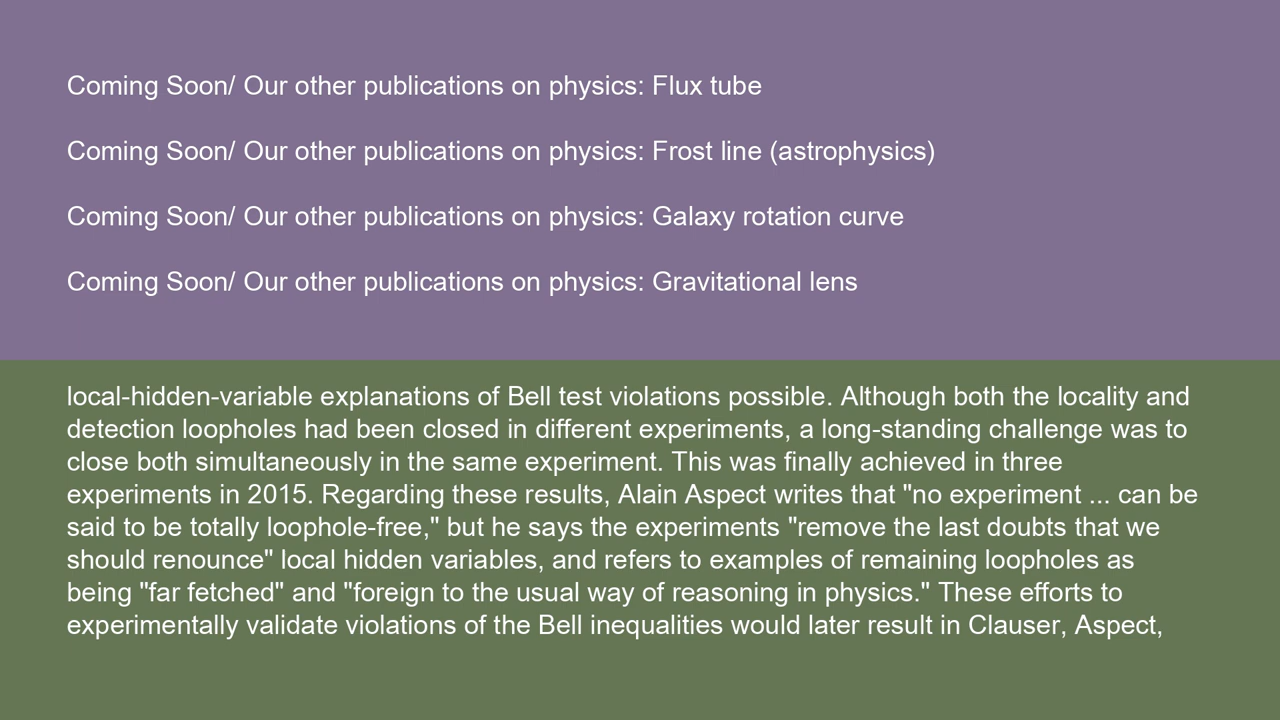 Coming Soon/ Our other publications on physics: Flux tube
Coming Soon/ Our other publications on physics: Frost line (astrophysics)
Coming Soon/ Our other publications on physics: Galaxy rotation curve
Coming Soon/ Our other publications on physics: Gravitational lens
local-hidden-variable explanations of Bell test violations possible. Although both the locality and
detection loopholes had been closed in different experiments, a long-standing challenge was to
close both simultaneously in the same experiment. This was finally achieved in three
experiments in 2015. Regarding these results, Alain Aspect writes that "no experiment ... can be
said to be totally loophole-free," but he says the experiments "remove the last doubts that we
should renounce" local hidden variables, and refers to examples of remaining loopholes as
being "far fetched" and "foreign to the usual way of reasoning in physics." These efforts to
experimentally validate violations of the Bell inequalities would later result in Clauser, Aspect,